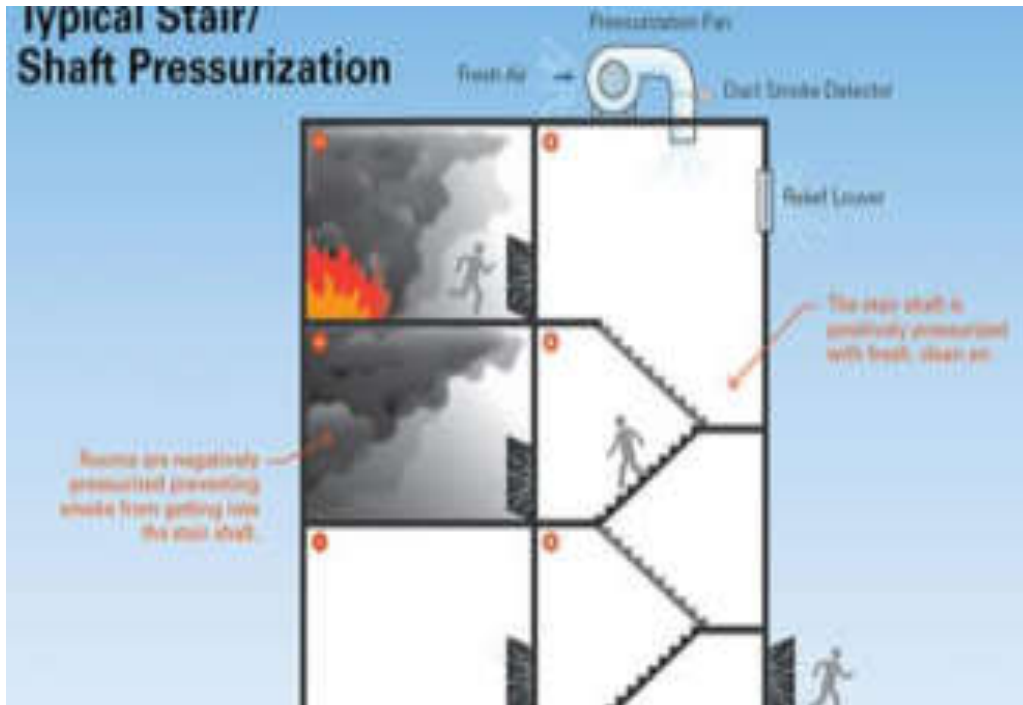 Typical Stair/
Shaft Pressurization
Pressurization Fan
Fresh Air
Duct Smoke Detector
Relief Louver
The stair shaft is
positively pressurized
with fresh, clean air.
Rooms are negatively
pressurized preventing
smoke from getting into
the stair shaft.